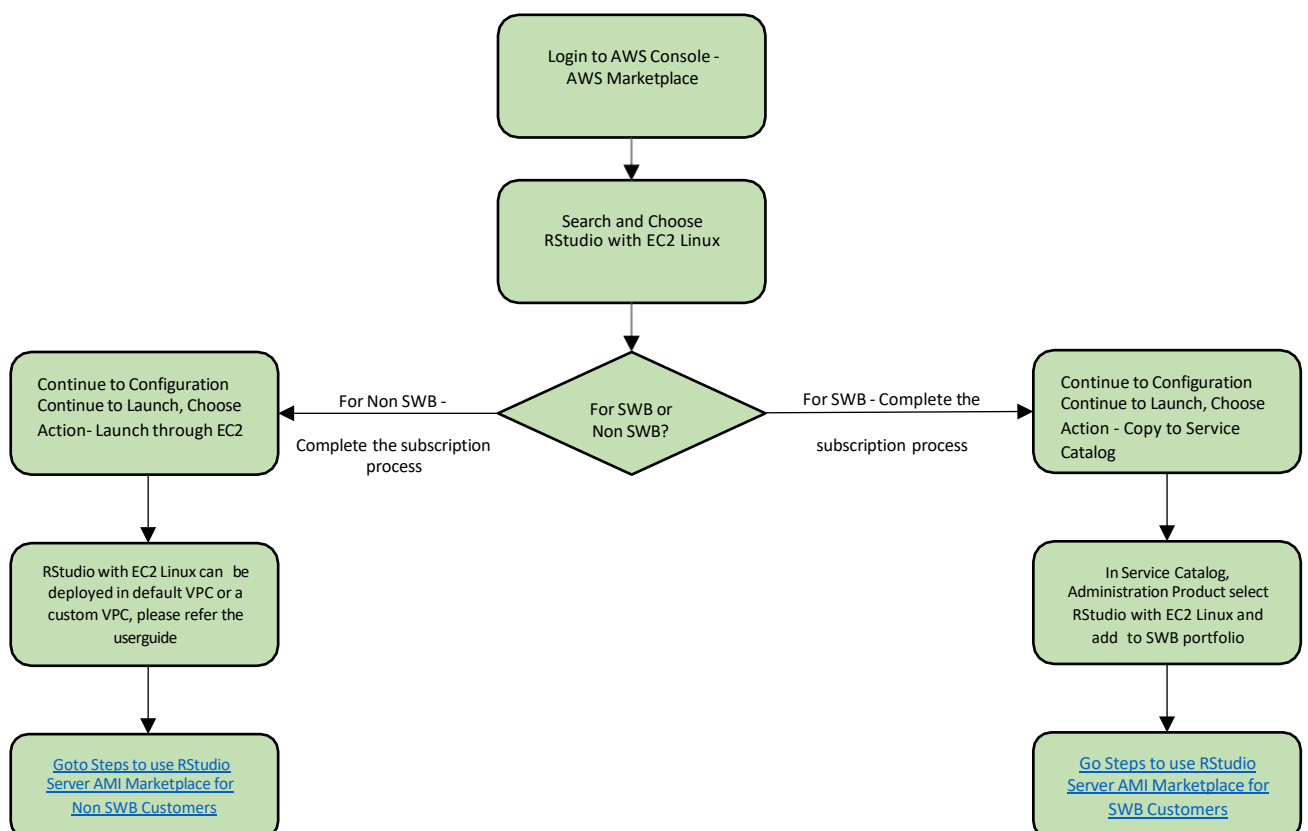 Login to AWS Console -
AWS Marketplace
Search and Choose
RStudio with EC2 Linux
For SWB or
Non SWB?
For Non SWB -
Complete the subscription
process
For SWB - Complete the
subscription process
Continue to Configuration
Continue to Launch, Choose
Action- Launch through EC2
RStudio with EC2 Linux can be
deployed in default VPC or a
custom VPC, please refer the
userguide
Goto Steps to use RStudio
Server AMI Marketplace for
Non SWB Customers
Continue to Configuration
Continue to Launch, Choose
Action - Copy to Service
Catalog
In Service Catalog,
Administration Product select
RStudio with EC2 Linux and
add to SWB portfolio
Go Steps to use RStudio
Server AMI Marketplace for
SWB Customers